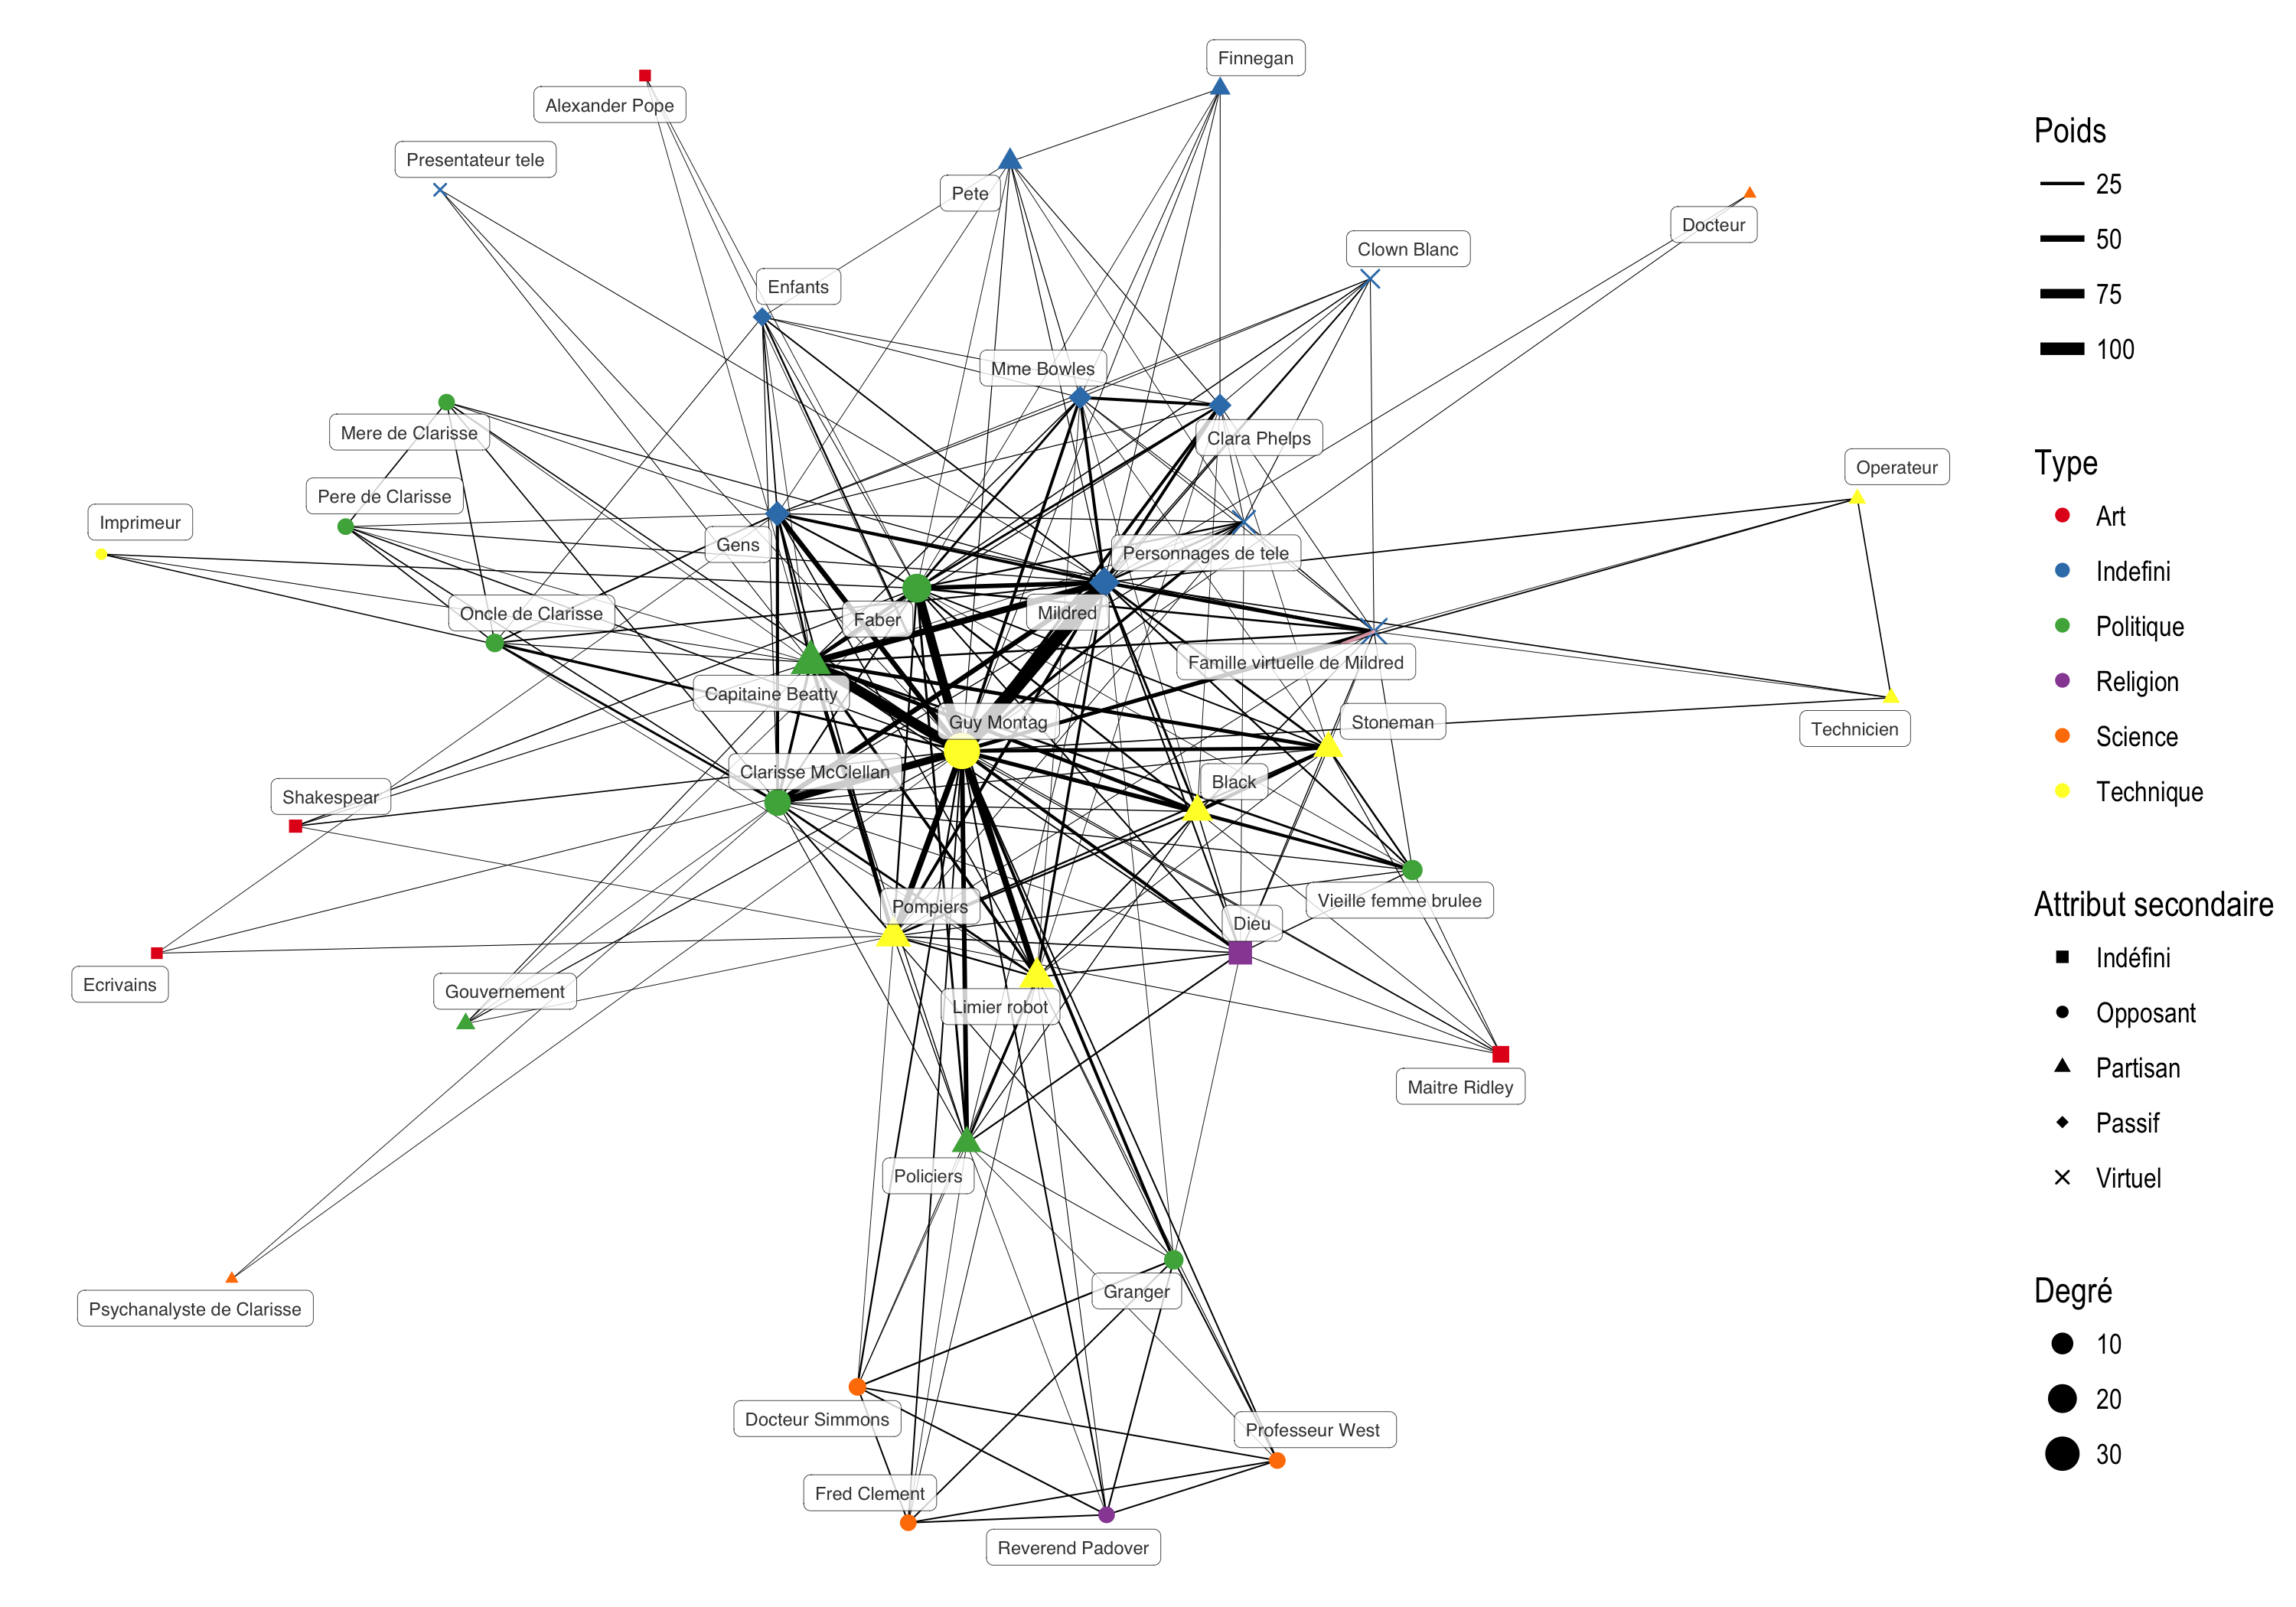 Finnegan
Alexander Pope
Presentateur tele
Pete
Docteur
Clown Blanc
Enfants
Mme Bowles
Mere de Clarisse
Clara Phelps
Operateur
Pere de Clarisse
Imprimeur
Gens
Personnages de tele
Oncle de Clarisse
Faber
Mildred
Famille virtuelle de Mildred
Capitaine Beatty
Guy Montag
Stoneman
Technicien
Clarisse McClellan
Black
Shakespear
Vieille femme brulee
Pompiers
Dieu
Ecrivains
Gouvernement
Limier robot
Maitre Ridley
Policiers
Granger
Psychanalyste de Clarisse
Docteur Simmons
Professeur West
Fred Clement
Reverend Padover
Poids
25
50
75
100
Type
Art
Indefini
Politique
Religion
Science
Technique
Attribut secondaire
Indéfini
Opposant
Partisan
Passif
Virtuel
Degré
10
20
30